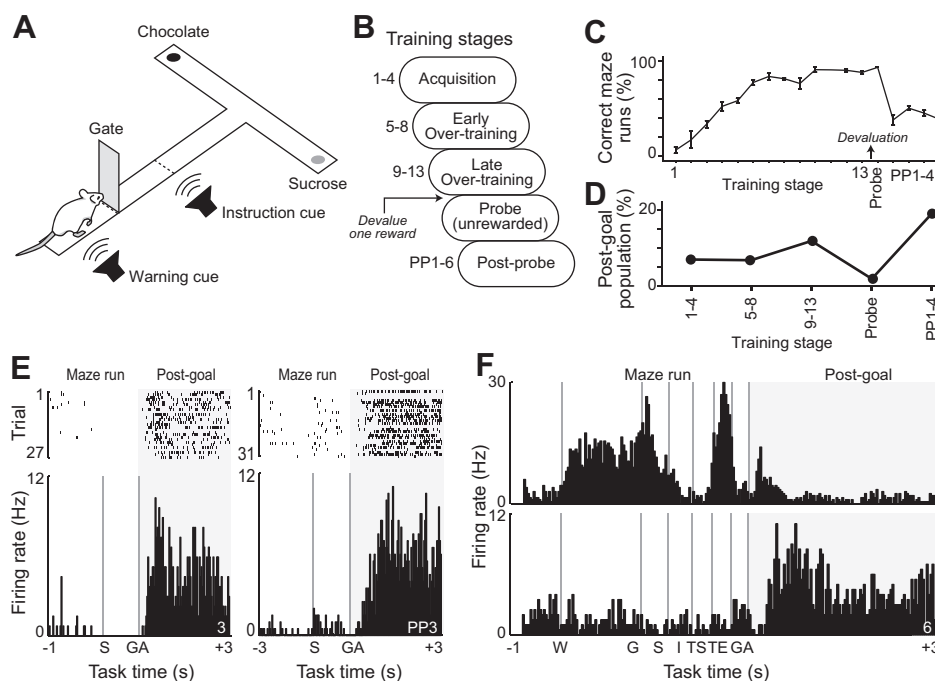 A
Chocolate
Gate
Sucrose
Instruction cue
Warning cue
B
Training stages
1-4 Acquisition
5-8 Early
Over-training
9-13 Late
Over-training
Devalue
one reward
Probe
(unrewarded)
PP1-6 Post-probe
C
Correct maze
runs (%)
100
0
Devaluation
1 13 Probe PP1-4
Training stage
D
Post-goal
population (%)
20
0
1-4 5-8 9-13 Probe PP1-4
Training stage
E
Maze run Post-goal Maze run Post-goal
Trial
1 1
27 31
Firing rate (Hz)
12 12
0 0
3 PP3
-1 S GA +3 -3 S GA +3
Task time (s) Task time (s)
F
Maze run Post-goal
30
0
Firing rate (Hz)
12
0
6
-1 W G S I TS TE GA +3
Task time (s)